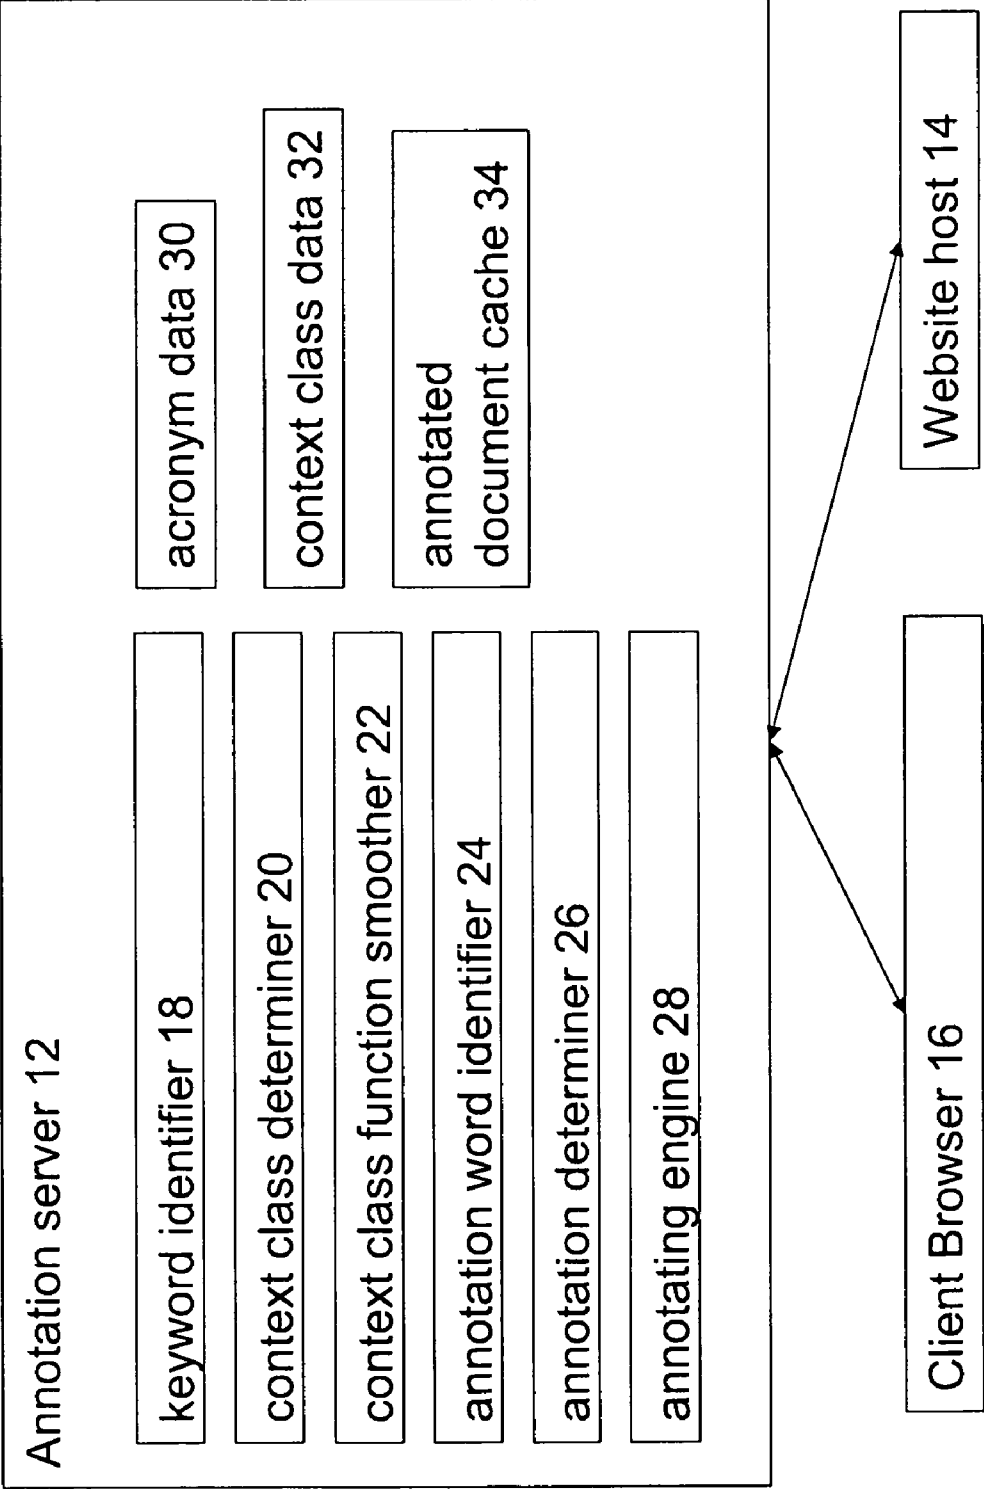 Annotation server 12
keyword identifier 18
context class determiner 20
context class function smoother 22
annotation word identifier 24
annotation determiner 26
annotating engine 28
acronym data 30
context class data 32
annotated
document cache 34
Client Browser 16
Website host 14